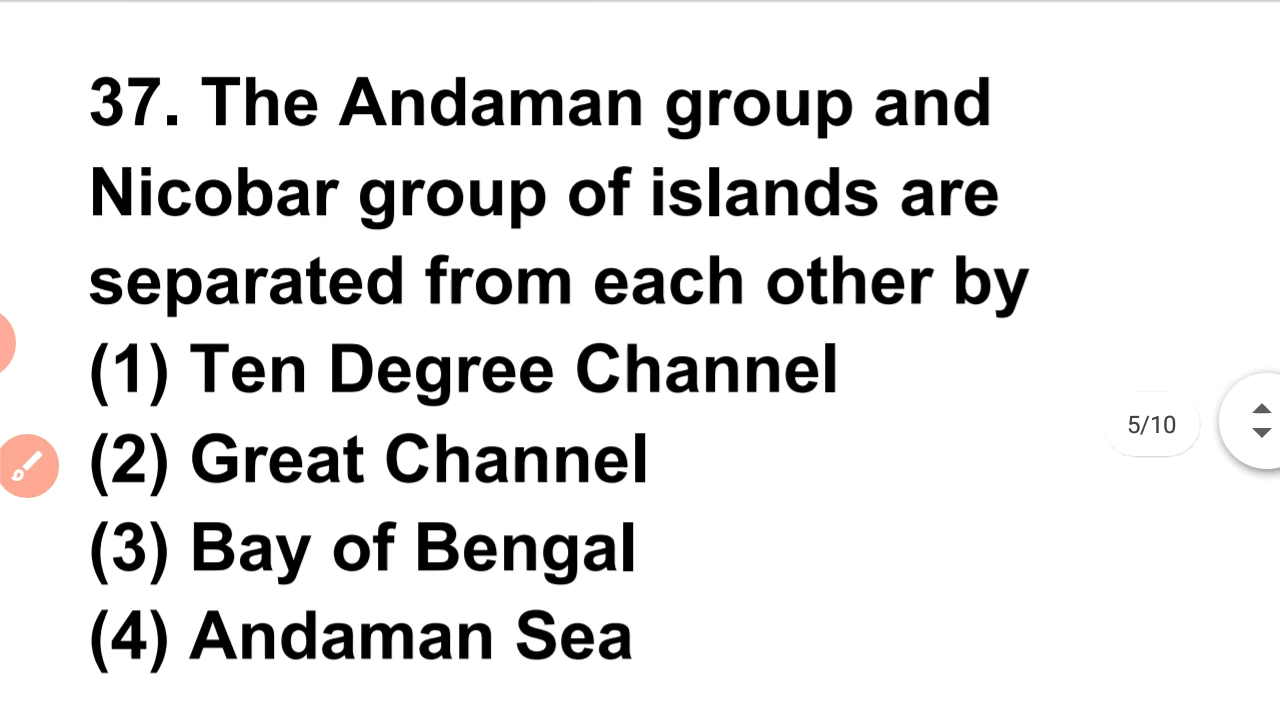 37. The Andaman group and
Nicobar group of islands are
separated from each other by
(1) Ten Degree Channel
(2) Great Channel
(3) Bay of Bengal
(4) Andaman Sea
5/10